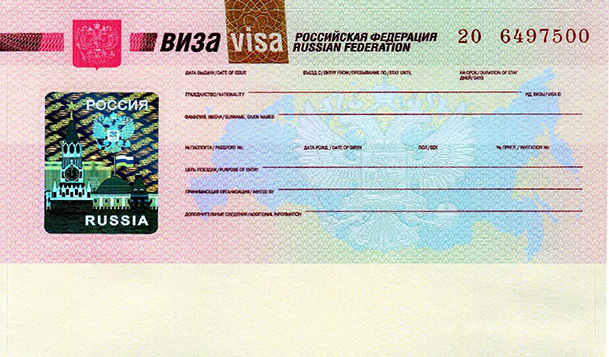 ВИЗА visa РОССИЙСКАЯ ФЕДЕРАЦИЯ 20 6497500
RUSSIAN FEDERATION
ДАТА ВЫДАЧИ/DATE OF ISSUE ВЪЕЗД С/ENTRY FROM/ПРЕБЫВАНИЕ ДО/STAY UNTIL НА СРОК/DURATION OF STAY
ДНЕЙ/DAYS
ГРАЖДАНСТВО/NATIONALITY ИД. ВИЗЫ/VISA ID
ФАМИЛИЯ, ИМЕНА/SURNAME, GIVEN NAMES
№ ПАСПОРТА/PASSPORT No. ДАТА РОЖД./DATE OF BIRTH ПОЛ/SEX № ПРИГЛ./INVITATION No.
ЦЕЛЬ ПОЕЗДКИ/PURPOSE OF ENTRY
ПРИНИМАЮЩАЯ ОРГАНИЗАЦИЯ/INVITED BY
ДОПОЛНИТЕЛЬНЫЕ СВЕДЕНИЯ/ADDITIONAL INFORMATION
РОССИЯ
RUSSIA